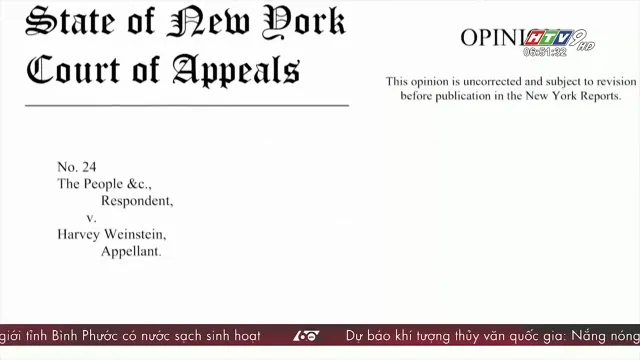 State of New York
Court of Appeals
OPINI
HTV9 HD
06:51:32
This opinion is uncorrected and subject to revision
before publication in the New York Reports.
No. 24
The People &c.,
Respondent,
v.
Harvey Weinstein,
Appellant.
giới tỉnh Bình Phước có nước sạch sinh hoạt
Dự báo khí tượng thủy văn quốc gia: Nắng nóng